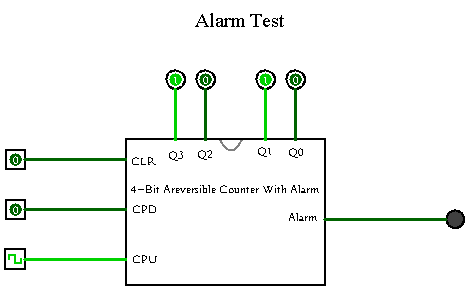 Alarm Test
1 0 1 0
Q3 Q2 Q1 Q0
0 CLR
4-Bit Areversible Counter With Alarm
0 CPD
Alarm
CPU